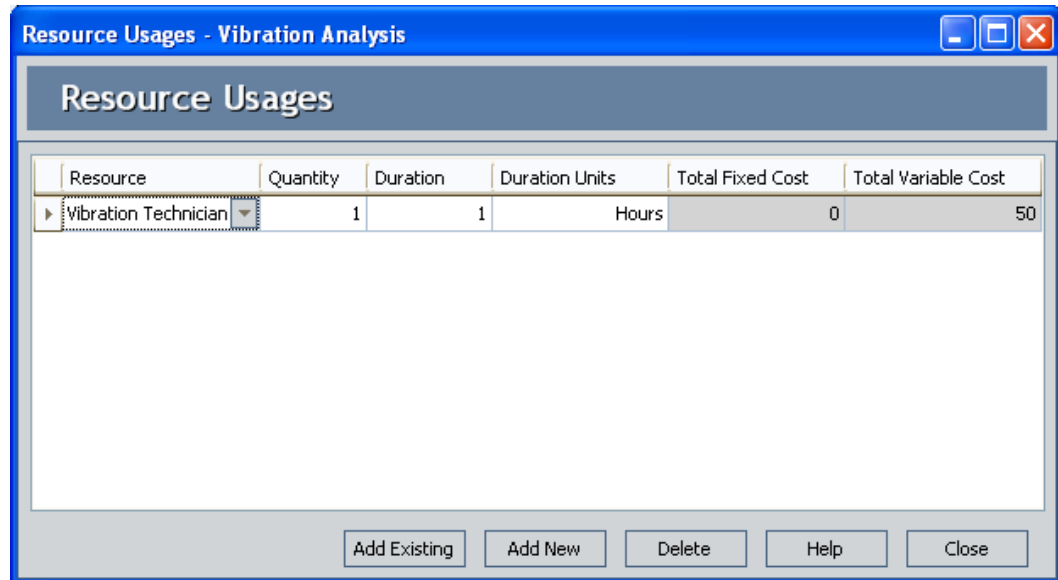 Resource Usages - Vibration Analysis
Resource Usages
Resource Quantity Duration Duration Units Total Fixed Cost Total Variable Cost
Vibration Technician 1 1 Hours 0 50
Add Existing Add New Delete Help Close